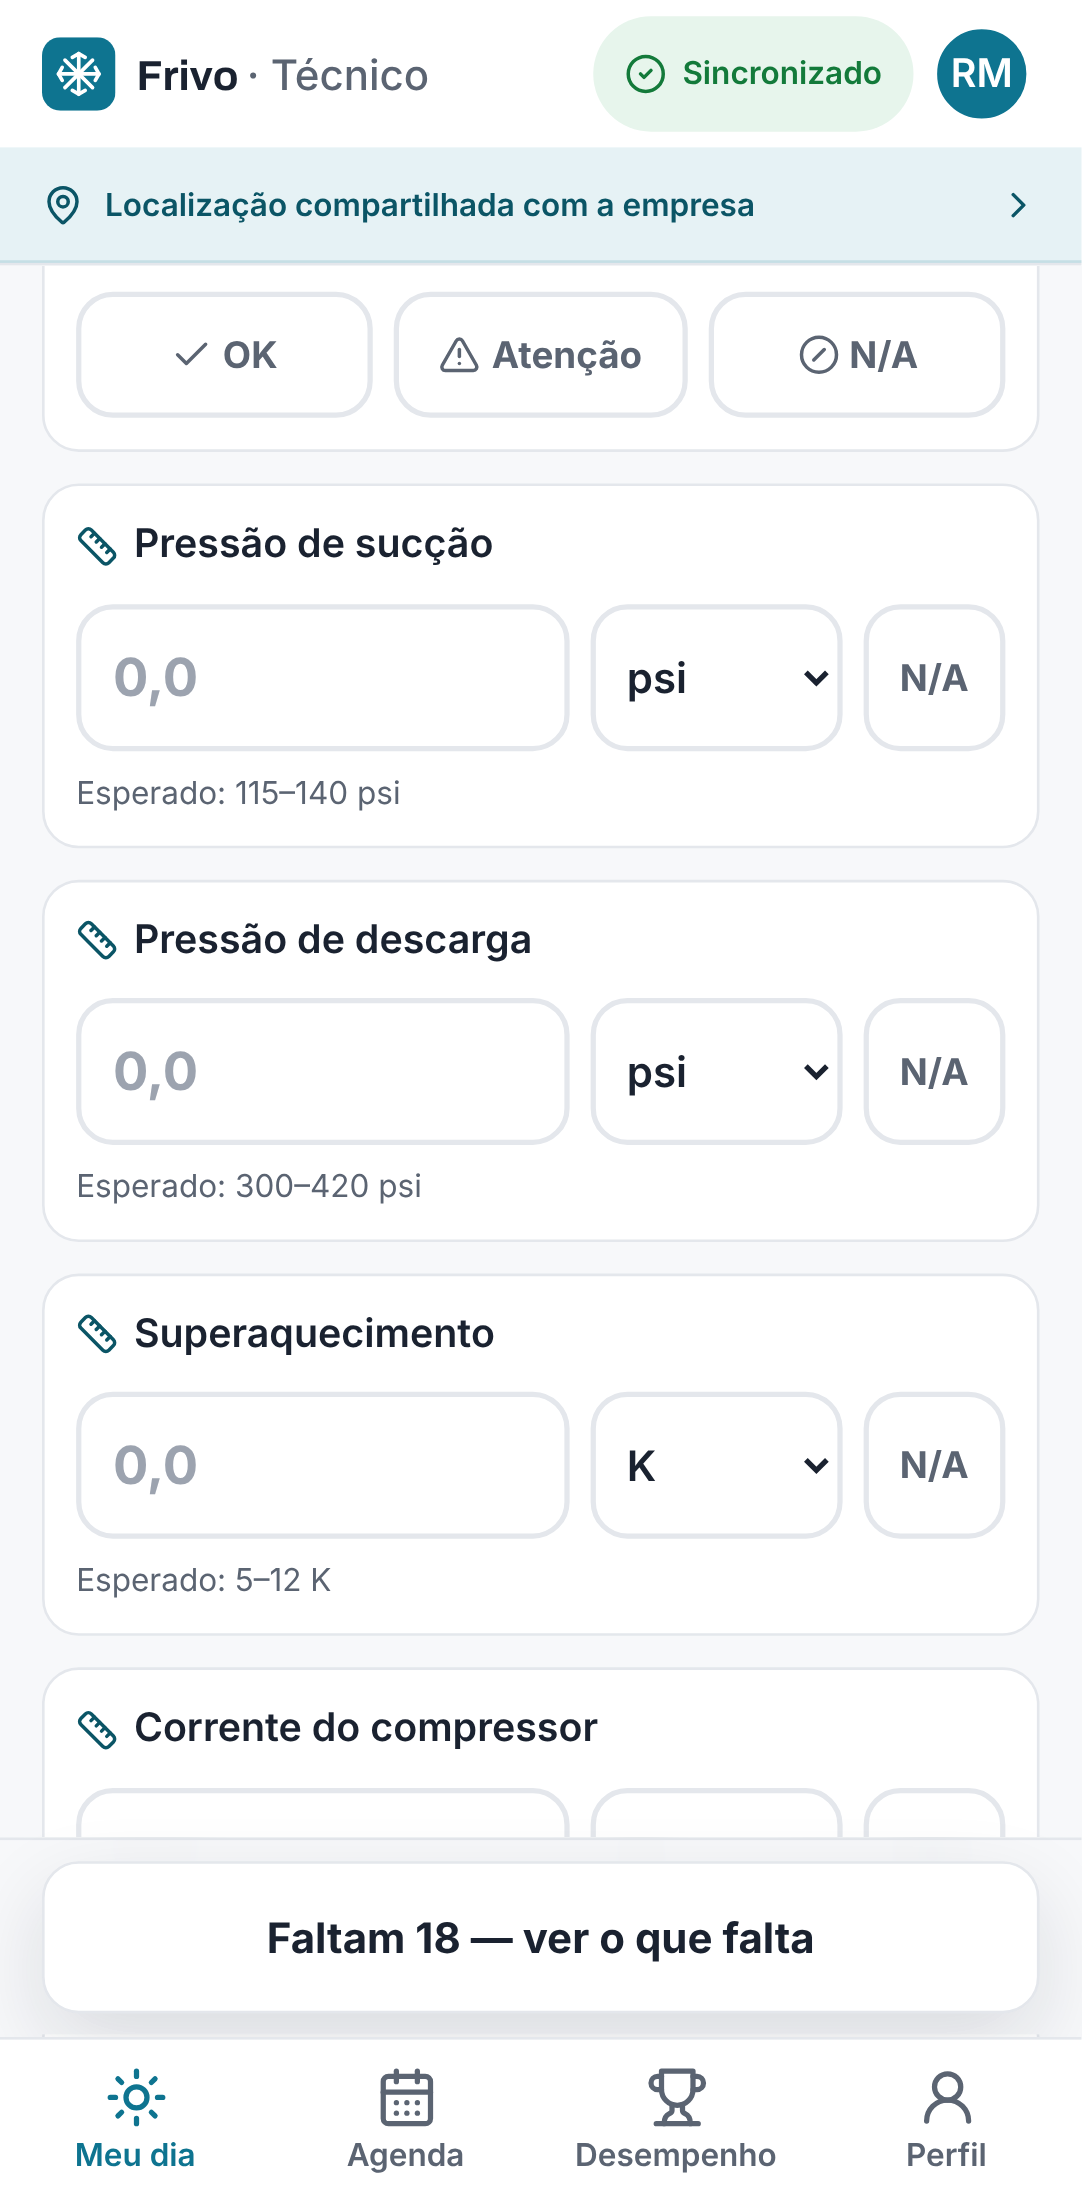 Frivo · Técnico
Sincronizado
RM
Localização compartilhada com a empresa
OK
Atenção
N/A
Pressão de sucção
0,0
psi
N/A
Esperado: 115–140 psi
Pressão de descarga
0,0
psi
N/A
Esperado: 300–420 psi
Superaquecimento
0,0
K
N/A
Esperado: 5–12 K
Corrente do compressor
Faltam 18 — ver o que falta
Meu dia
Agenda
Desempenho
Perfil